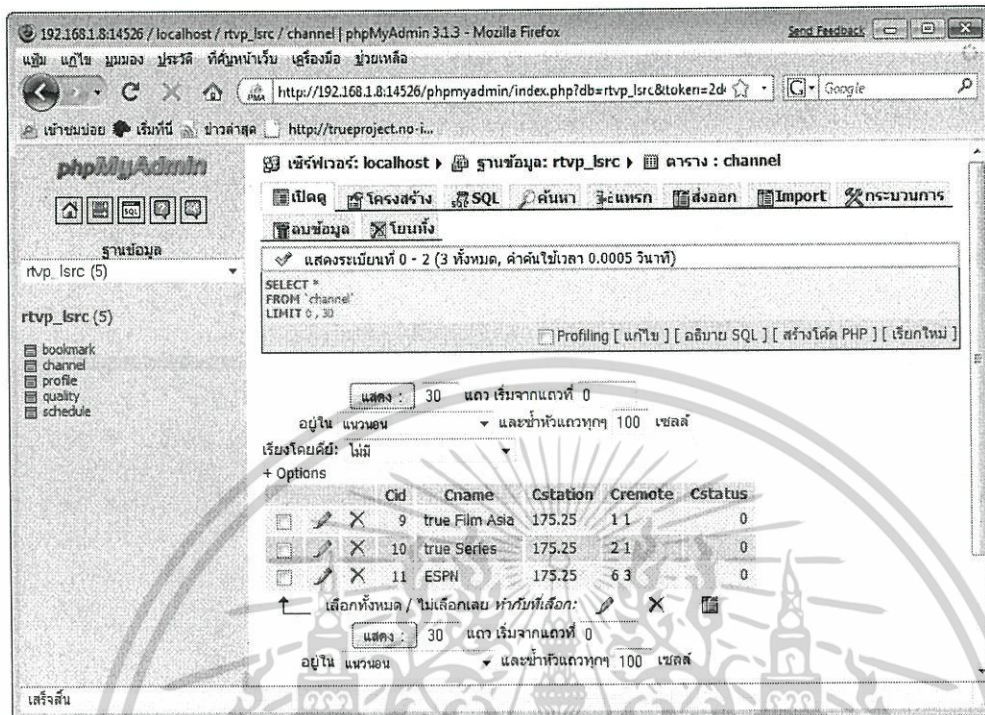 192.168.1.8:14526 / localhost / rtvp_lsrc / channel | phpMyAdmin 3.1.3 - Mozilla Firefox
Send Feedback
แฟ้ม แก้ไข มุมมอง ประวัติ ที่คั่นหน้าเว็บ เครื่องมือ ช่วยเหลือ
http://192.168.1.8:14526/phpmyadmin/index.php?db=rtvp_lsrc&token=2d
Google
เข้าชมบ่อย เริ่มที่นี่ ข่าวล่าสุด http://trueproject.no-i...
phpMyAdmin
ฐานข้อมูล
rtvp_lsrc (5)
rtvp_lsrc (5)
bookmark
channel
profile
quality
schedule
เซิร์ฟเวอร์: localhost ฐานข้อมูล: rtvp_lsrc ตาราง : channel
เปิดดู โครงสร้าง SQL ค้นหา แทรก ส่งออก Import กระบวนการ
ลบข้อมูล โยนทิ้ง
แสดงระเบียนที่ 0 - 2 (3 ทั้งหมด, คำค้นใช้เวลา 0.0005 วินาที)
SELECT *
FROM `channel`
LIMIT 0 , 30
Profiling [ แก้ไข ] [ อธิบาย SQL ] [ สร้างโค้ด PHP ] [ เรียกใหม่ ]
แสดง : 30 แถว เริ่มจากแถวที่ 0
อยู่ใน แนวนอน และซ้ำหัวแถวทุกๆ 100 เซลล์
เรียงโดยคีย์: ไม่มี
+ Options
Cid Cname Cstation Cremote Cstatus
9 true Film Asia 175.25 1 1 0
10 true Series 175.25 2 1 0
11 ESPN 175.25 6 3 0
เลือกทั้งหมด / ไม่เลือกเลย ทำกับที่เลือก:
แสดง : 30 แถว เริ่มจากแถวที่ 0
อยู่ใน แนวนอน และซ้ำหัวแถวทุกๆ 100 เซลล์
เสร็จสิ้น